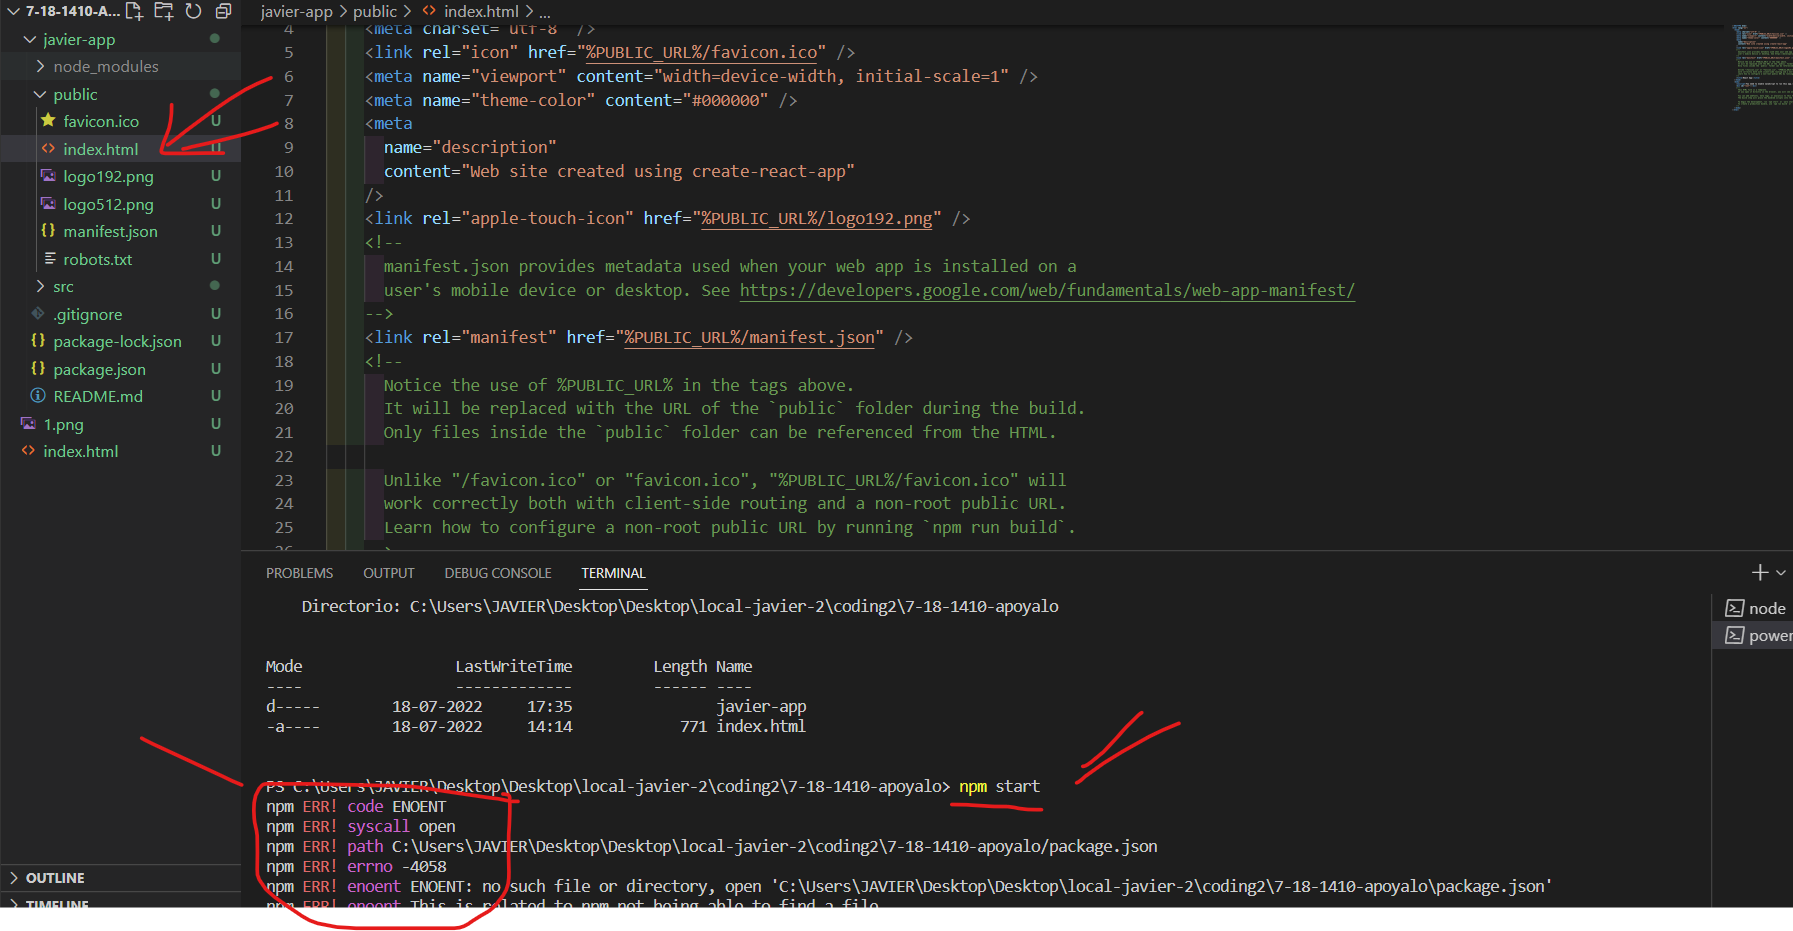 7-18-1410-A...
javier-app
node_modules
public
favicon.ico U
index.html U
logo192.png U
logo512.png U
manifest.json U
robots.txt U
src
.gitignore U
package-lock.json U
package.json U
README.md U
1.png U
index.html U
OUTLINE
TIMELINE
javier-app > public > <> index.html > ...
4 <meta charset="utf-8" />
5 <link rel="icon" href="%PUBLIC_URL%/favicon.ico" />
6 <meta name="viewport" content="width=device-width, initial-scale=1" />
7 <meta name="theme-color" content="#000000" />
8 <meta
9 name="description"
10 content="Web site created using create-react-app"
11 />
12 <link rel="apple-touch-icon" href="%PUBLIC_URL%/logo192.png" />
13 <!--
14 manifest.json provides metadata used when your web app is installed on a
15 user's mobile device or desktop. See https://developers.google.com/web/fundamentals/web-app-manifest/
16 -->
17 <link rel="manifest" href="%PUBLIC_URL%/manifest.json" />
18 <!--
19 Notice the use of %PUBLIC_URL% in the tags above.
20 It will be replaced with the URL of the `public` folder during the build.
21 Only files inside the `public` folder can be referenced from the HTML.
22
23 Unlike "/favicon.ico" or "favicon.ico", "%PUBLIC_URL%/favicon.ico" will
24 work correctly both with client-side routing and a non-root public URL.
25 Learn how to configure a non-root public URL by running `npm run build`.
PROBLEMS OUTPUT DEBUG CONSOLE TERMINAL
node
power
Directorio: C:\Users\JAVIER\Desktop\Desktop\local-javier-2\coding2\7-18-1410-apoyalo
Mode LastWriteTime Length Name
---- ------------- ------ ----
d----- 18-07-2022 17:35 javier-app
-a---- 18-07-2022 14:14 771 index.html
PS C:\Users\JAVIER\Desktop\Desktop\local-javier-2\coding2\7-18-1410-apoyalo> npm start
npm ERR! code ENOENT
npm ERR! syscall open
npm ERR! path C:\Users\JAVIER\Desktop\Desktop\local-javier-2\coding2\7-18-1410-apoyalo/package.json
npm ERR! errno -4058
npm ERR! enoent ENOENT: no such file or directory, open 'C:\Users\JAVIER\Desktop\Desktop\local-javier-2\coding2\7-18-1410-apoyalo\package.json'
npm ERR! enoent This is related to npm not being able to find a file.